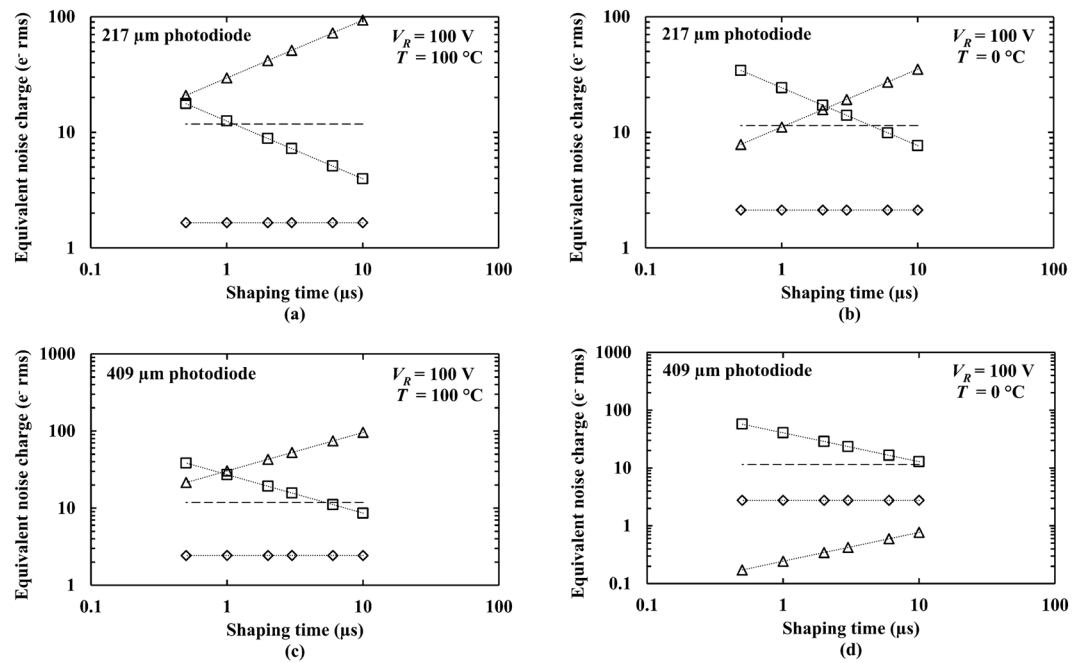 100
10
1
Equivalent noise charge (e- rms)
217 µm photodiode
VR = 100 V
T = 100 °C
0.1 1 10 100
Shaping time (µs)
(a)
100
10
1
Equivalent noise charge (e- rms)
217 µm photodiode
VR = 100 V
T = 0 °C
0.1 1 10 100
Shaping time (µs)
(b)
1000
100
10
1
Equivalent noise charge (e- rms)
409 µm photodiode
VR = 100 V
T = 100 °C
0.1 1 10 100
Shaping time (µs)
(c)
1000
100
10
1
0.1
Equivalent noise charge (e- rms)
409 µm photodiode
VR = 100 V
T = 0 °C
0.1 1 10 100
Shaping time (µs)
(d)